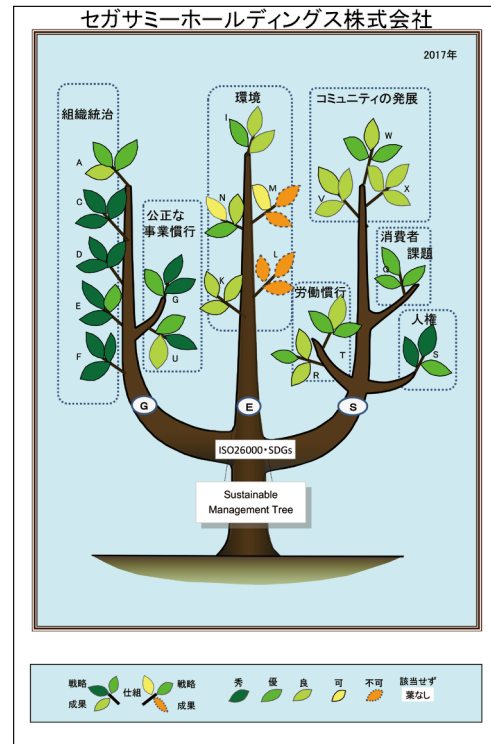 セガサミーホールディングス株式会社
2017年
組織統治
環境
コミュニティの発展
公正な
事業慣行
消費者
課題
労働慣行
人権
A
C
D
E
F
G
U
I
N
M
K
L
W
V
X
Q
R
T
S
G
E
S
ISO26000・SDGs
Sustainable
Management Tree
戦略 仕組 戦略
成果 成果
秀 優 良 可 不可 該当せず
葉なし